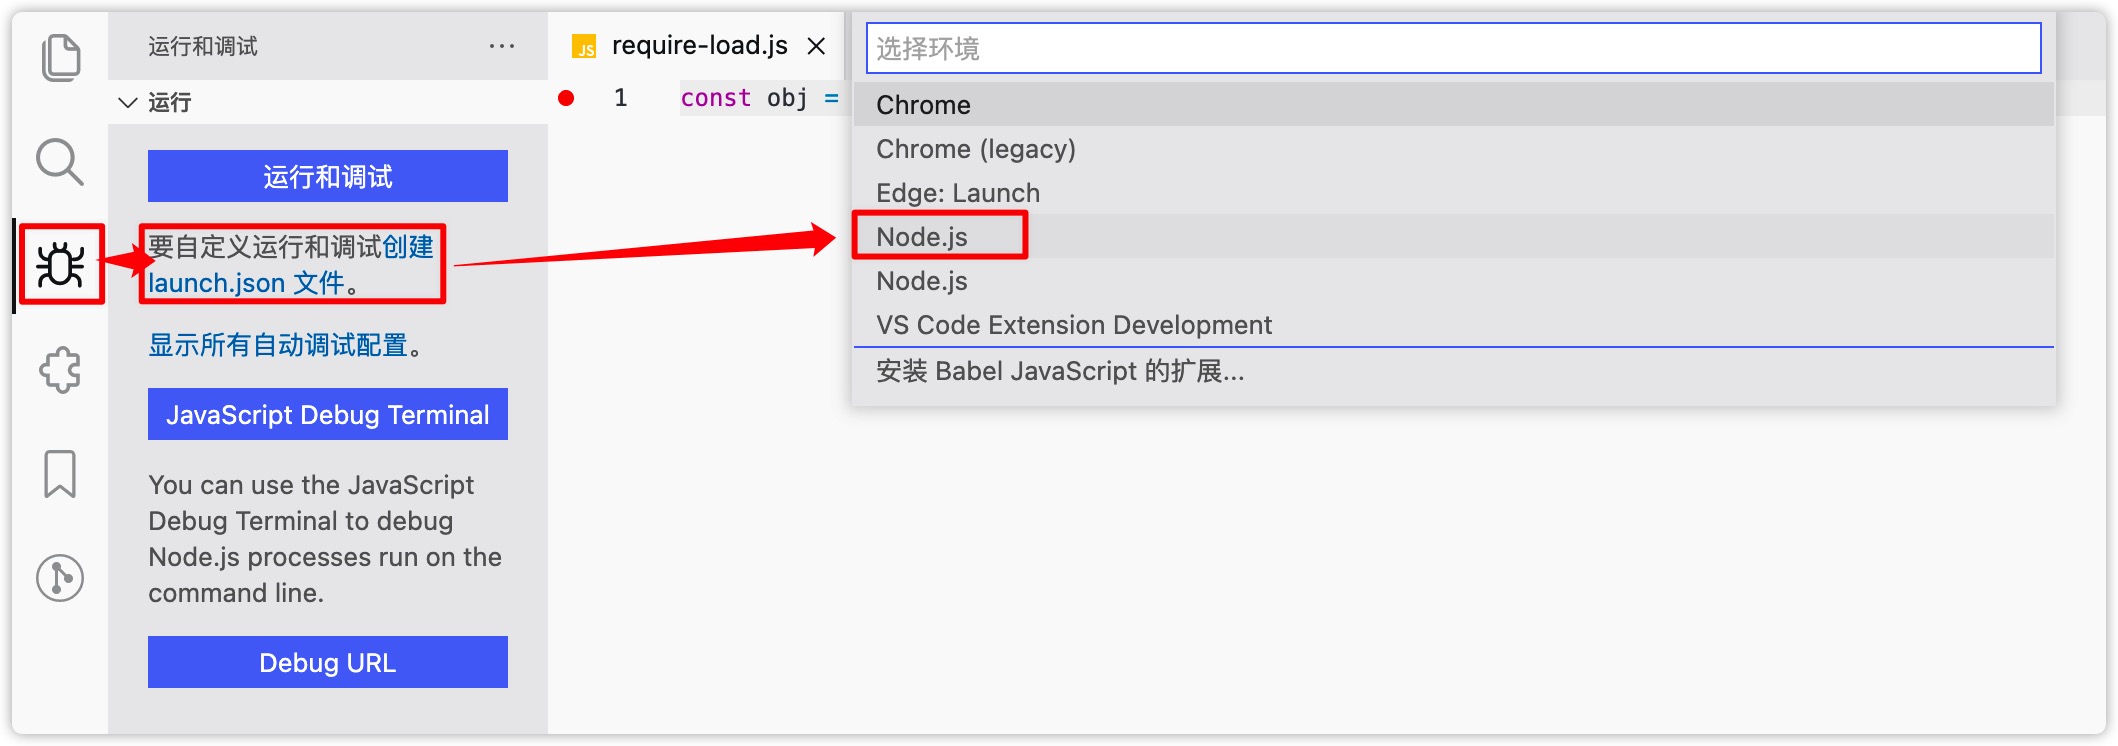 运行和调试
运行
运行和调试
要自定义运行和调试创建
launch.json 文件。
显示所有自动调试配置。
JavaScript Debug Terminal
You can use the JavaScript
Debug Terminal to debug
Node.js processes run on the
command line.
Debug URL
JS require-load.js
1 const obj =
选择环境
Chrome
Chrome (legacy)
Edge: Launch
Node.js
Node.js
VS Code Extension Development
安装 Babel JavaScript 的扩展...